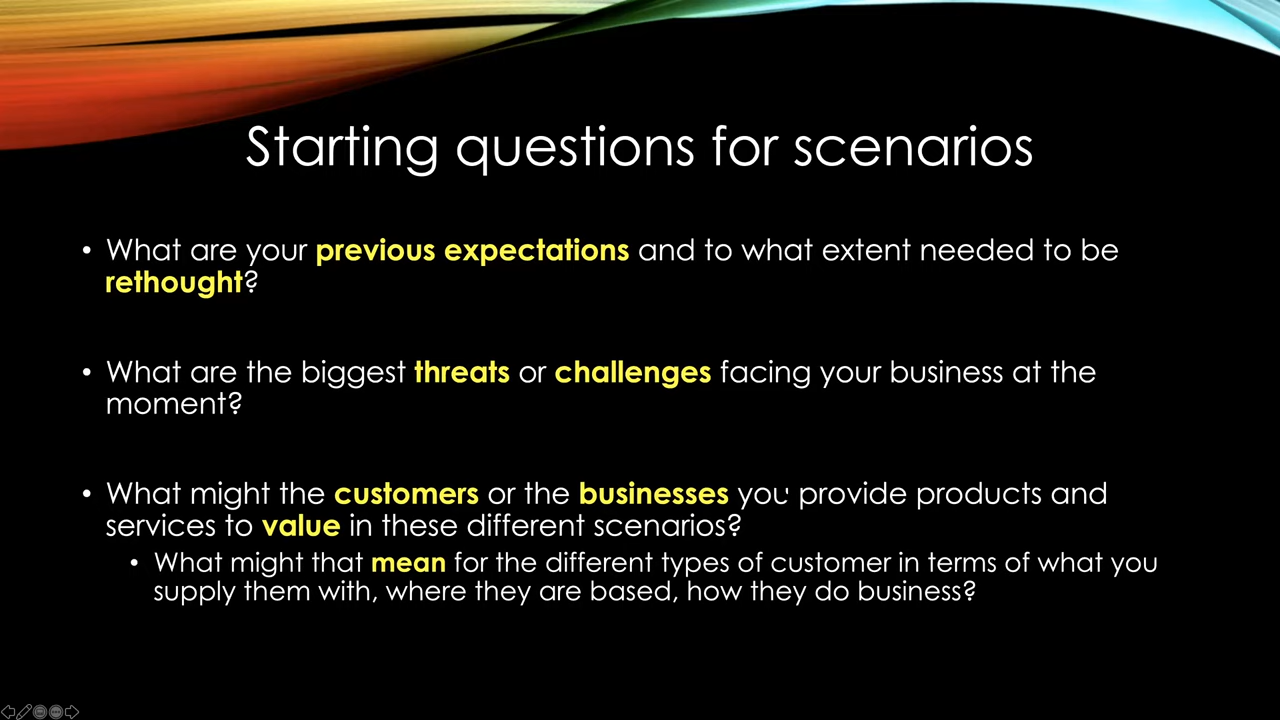 Starting questions for scenarios
• What are your previous expectations and to what extent needed to be
rethought?
• What are the biggest threats or challenges facing your business at the
moment?
• What might the customers or the businesses you provide products and
services to value in these different scenarios?
• What might that mean for the different types of customer in terms of what you
supply them with, where they are based, how they do business?